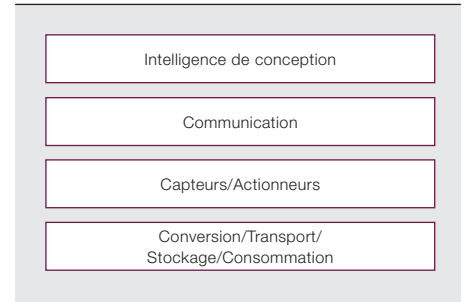 Intelligence de conception
Communication
Capteurs/Actionneurs
Conversion/Transport/
Stockage/Consommation